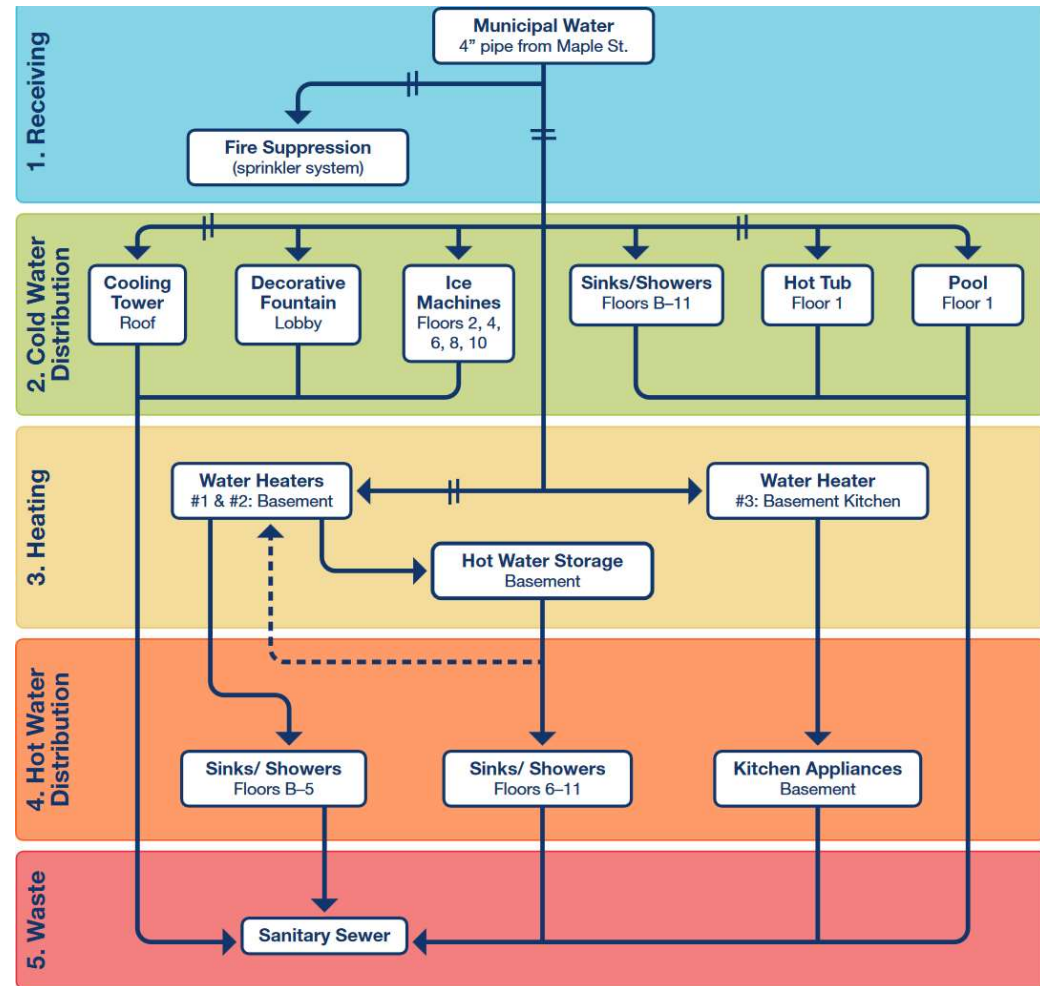 1. Receiving
Municipal Water
4” pipe from Maple St.
Fire Suppression
(sprinkler system)
2. Cold Water
Distribution
Cooling
Tower
Roof
Decorative
Fountain
Lobby
Ice
Machines
Floors 2, 4,
6, 8, 10
Sinks/Showers
Floors B–11
Hot Tub
Floor 1
Pool
Floor 1
3. Heating
Water Heaters
#1 & #2: Basement
Water Heater
#3: Basement Kitchen
Hot Water Storage
Basement
4. Hot Water
Distribution
Sinks/ Showers
Floors B–5
Sinks/ Showers
Floors 6–11
Kitchen Appliances
Basement
5. Waste
Sanitary Sewer